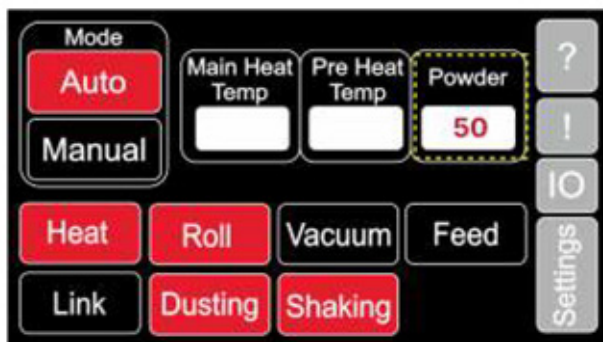 Mode
Auto
Manual
Main Heat
Temp
Pre Heat
Temp
Powder
50
?
!
IO
Settings
Heat
Roll
Vacuum
Feed
Link
Dusting
Shaking